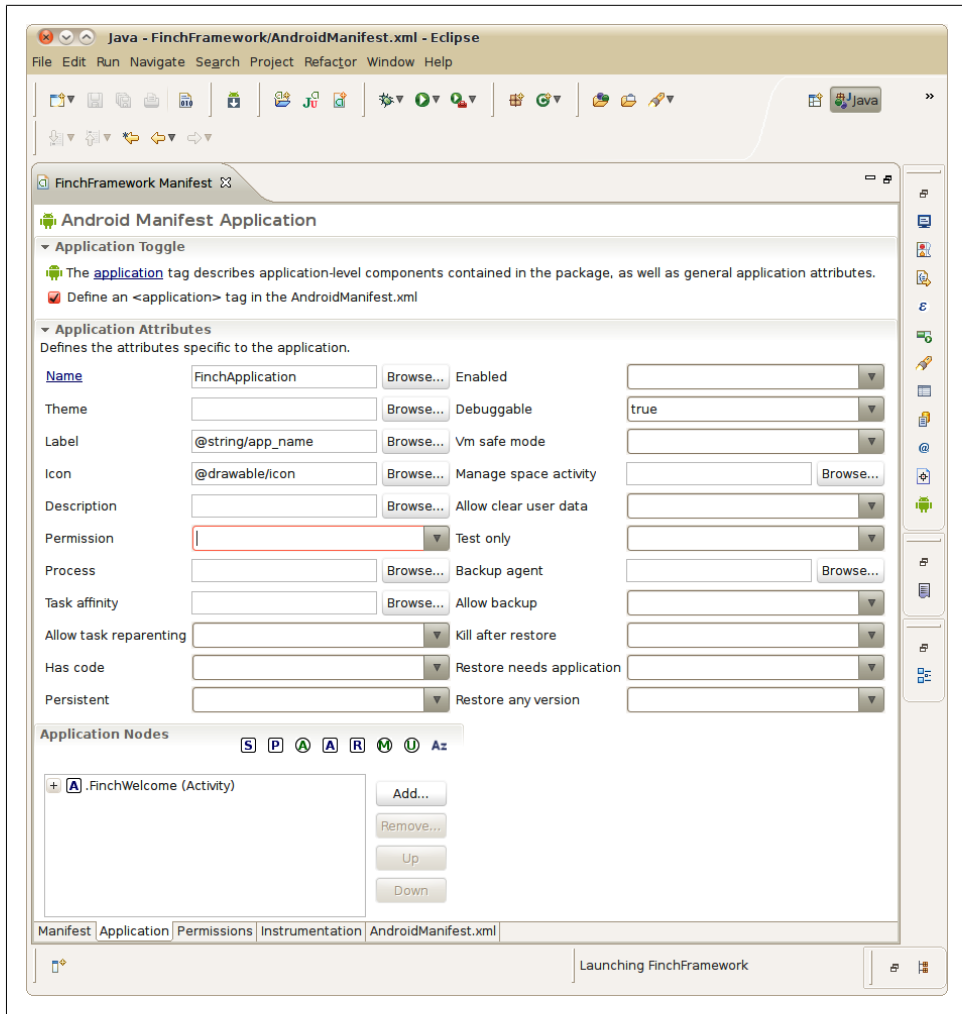 Java - FinchFramework/AndroidManifest.xml - Eclipse
File Edit Run Navigate Search Project Refactor Window Help
Java »
FinchFramework Manifest
Android Manifest Application
Application Toggle
The application tag describes application-level components contained in the package, as well as general application attributes.
Define an <application> tag in the AndroidManifest.xml
Application Attributes
Defines the attributes specific to the application.
Name FinchApplication Browse... Enabled
Theme Browse... Debuggable true
Label @string/app_name Browse... Vm safe mode
Icon @drawable/icon Browse... Manage space activity Browse...
Description Browse... Allow clear user data
Permission Test only
Process Browse... Backup agent Browse...
Task affinity Browse... Allow backup
Allow task reparenting Kill after restore
Has code Restore needs application
Persistent Restore any version
Application Nodes S P A A R M U Az
A .FinchWelcome (Activity)
Add...
Remove...
Up
Down
Manifest Application Permissions Instrumentation AndroidManifest.xml
Launching FinchFramework